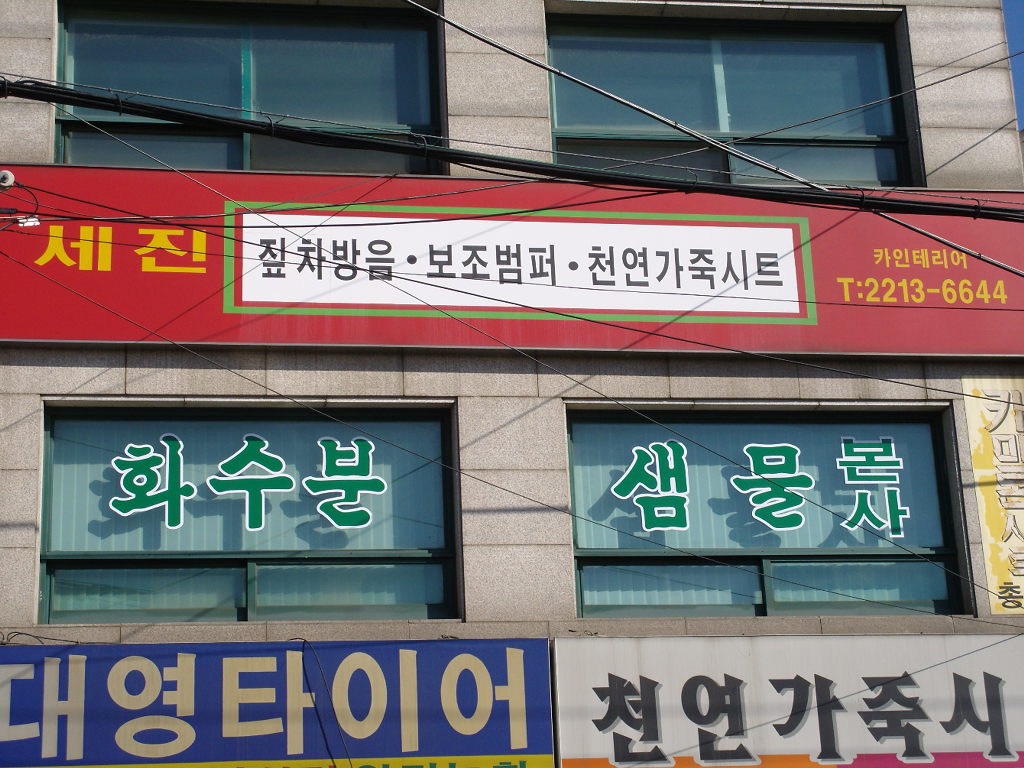 세진
짚차방음·보조범퍼·천연가죽시트
카인테리어
T:2213-6644
화수분
샘물 본사
총
대영타이어
천연가죽시